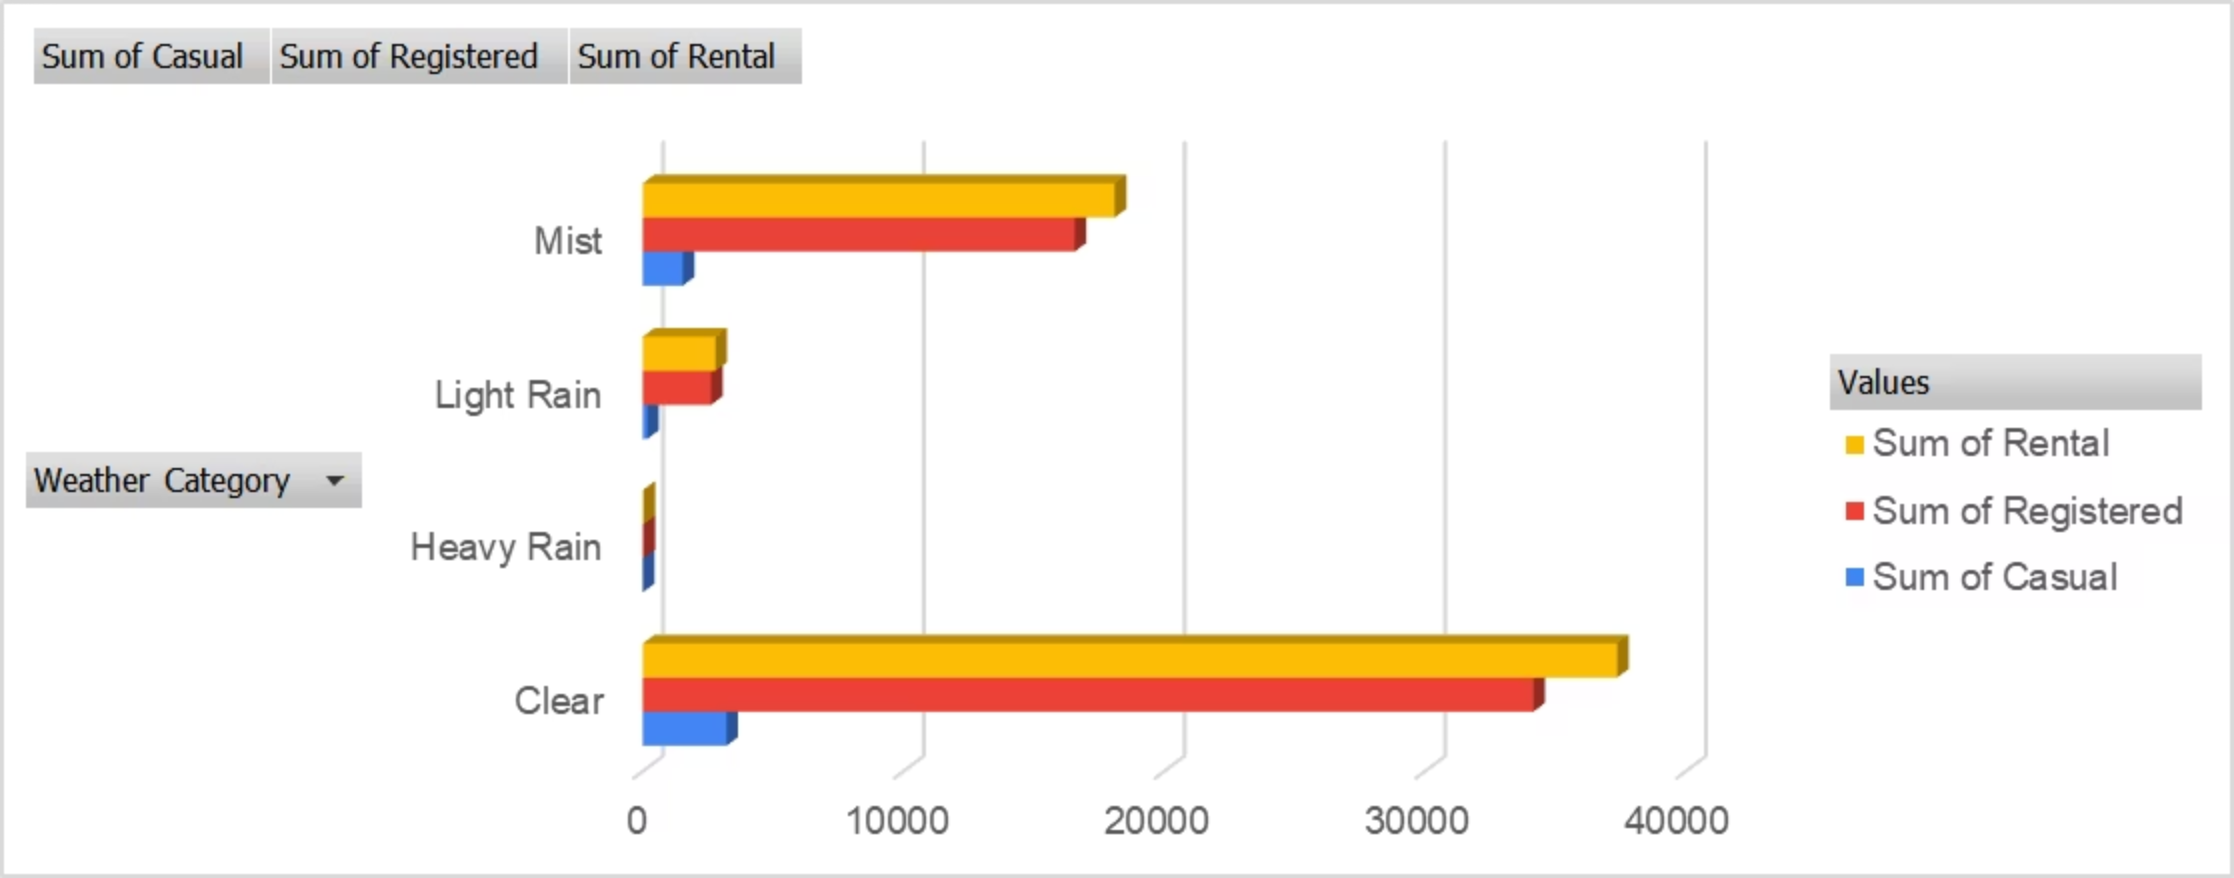 Sum of Casual Sum of Registered Sum of Rental
Mist
Light Rain
Heavy Rain
Clear
Weather Category
0 10000 20000 30000 40000
Values
Sum of Rental
Sum of Registered
Sum of Casual